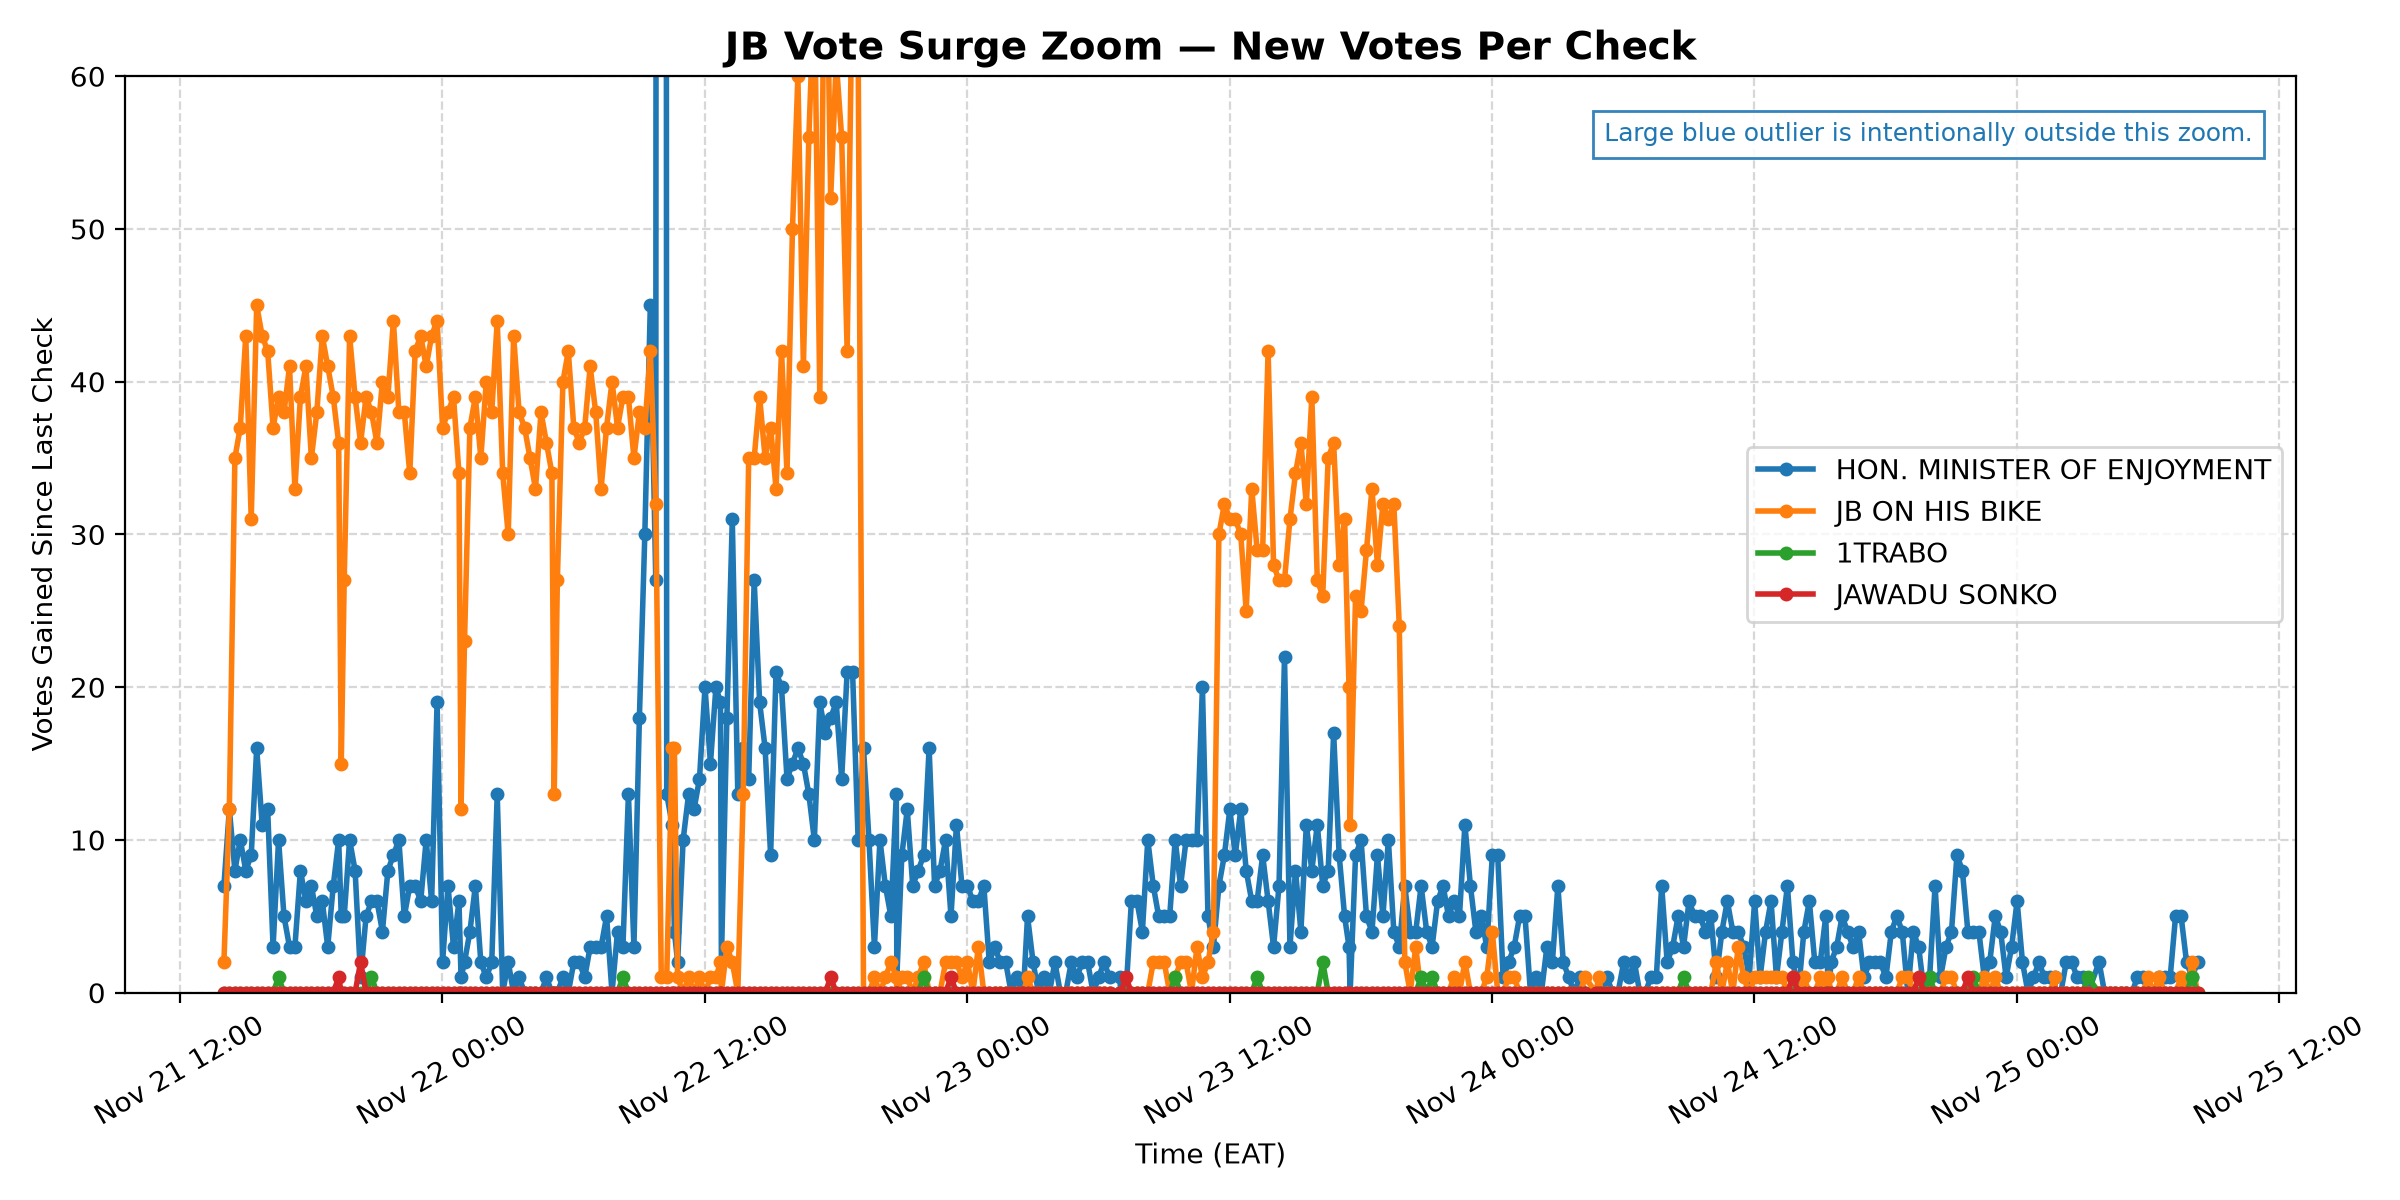 JB Vote Surge Zoom — New Votes Per Check
60
50
40
30
20
10
0
Votes Gained Since Last Check
Large blue outlier is intentionally outside this zoom.
HON. MINISTER OF ENJOYMENT
JB ON HIS BIKE
1TRABO
JAWADU SONKO
Nov 21 12:00
Nov 22 00:00
Nov 22 12:00
Nov 23 00:00
Nov 23 12:00
Nov 24 00:00
Nov 24 12:00
Nov 25 00:00
Nov 25 12:00
Time (EAT)